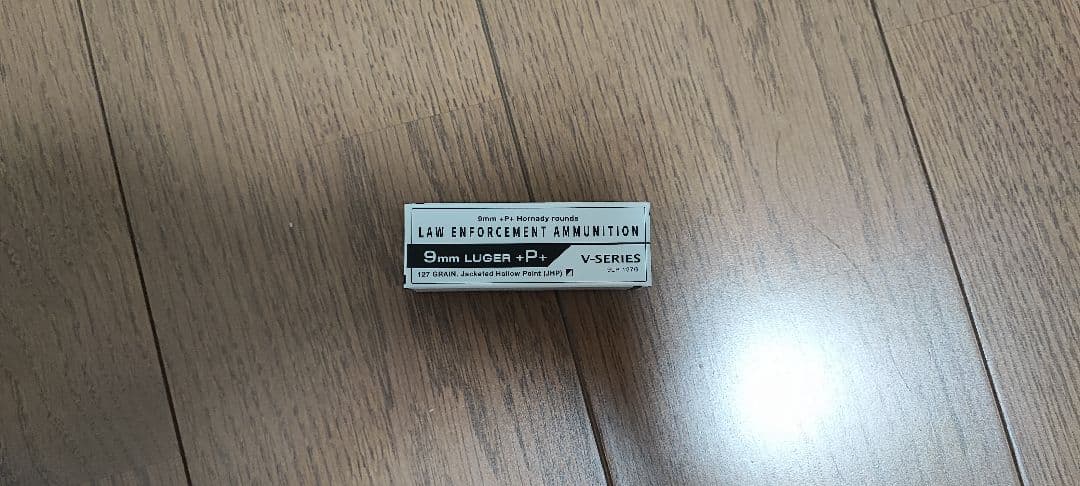 9mm +P+ Hornady rounds
LAW ENFORCEMENT AMMUNITION
9mm LUGER +P+
V-SERIES
127 GRAIN. Jacketed Hollow Point (JHP)